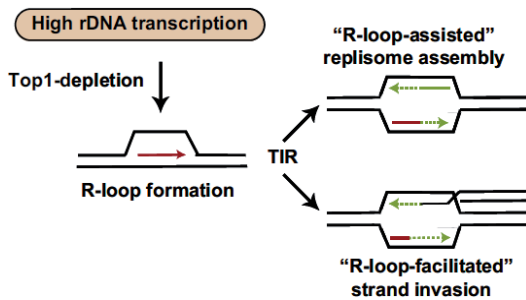 High rDNA transcription
Top1-depletion
R-loop formation
TIR
“R-loop-assisted”
replisome assembly
“R-loop-facilitated”
strand invasion